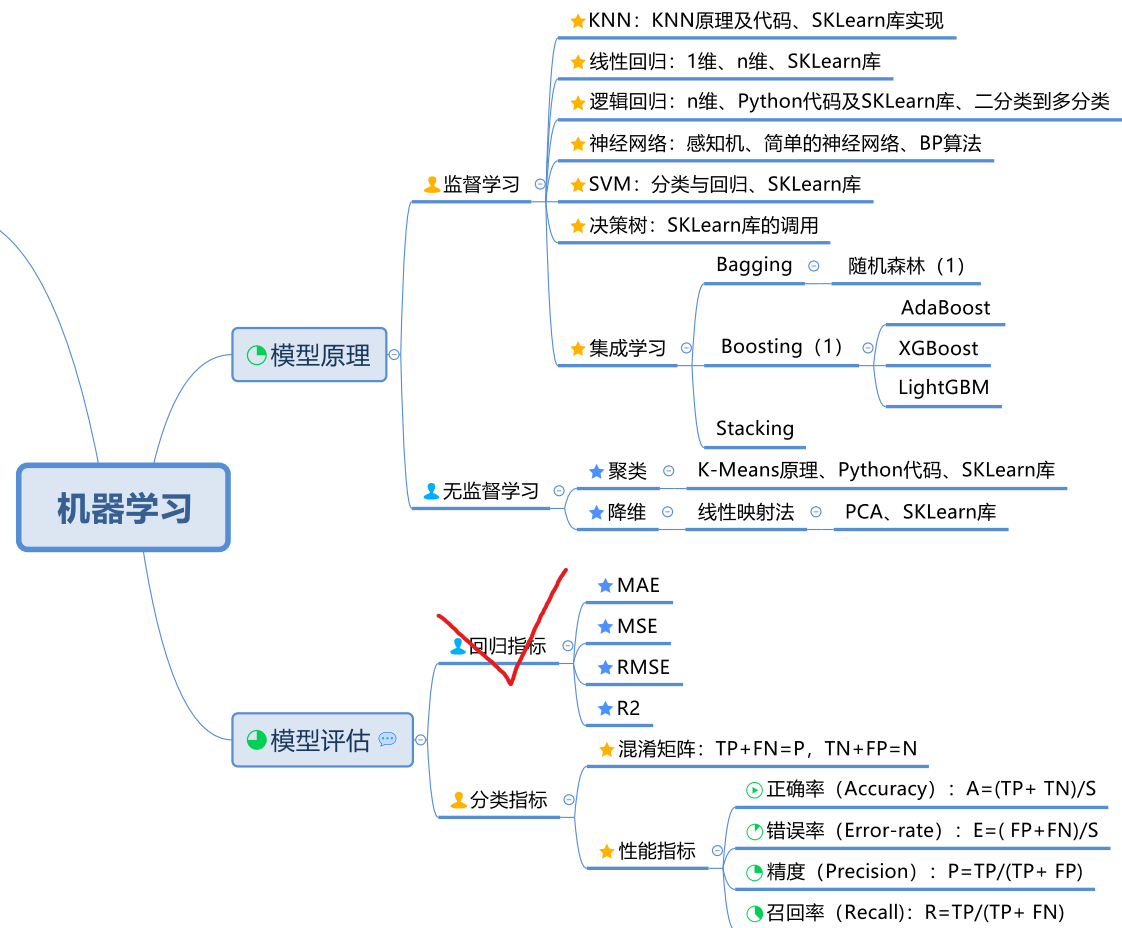 机器学习
模型原理
监督学习
KNN：KNN原理及代码、SKLearn库实现
线性回归：1维、n维、SKLearn库
逻辑回归：n维、Python代码及SKLearn库、二分类到多分类
神经网络：感知机、简单的神经网络、BP算法
SVM：分类与回归、SKLearn库
决策树：SKLearn库的调用
集成学习
Bagging
随机森林（1）
Boosting（1）
AdaBoost
XGBoost
LightGBM
Stacking
无监督学习
聚类
K-Means原理、Python代码、SKLearn库
降维
线性映射法
PCA、SKLearn库
模型评估
回归指标
MAE
MSE
RMSE
R2
分类指标
混淆矩阵：TP+FN=P，TN+FP=N
性能指标
正确率（Accuracy）：A=(TP+ TN)/S
错误率（Error-rate）：E=( FP+FN)/S
精度（Precision）：P=TP/(TP+ FP)
召回率（Recall)：R=TP/(TP+ FN)